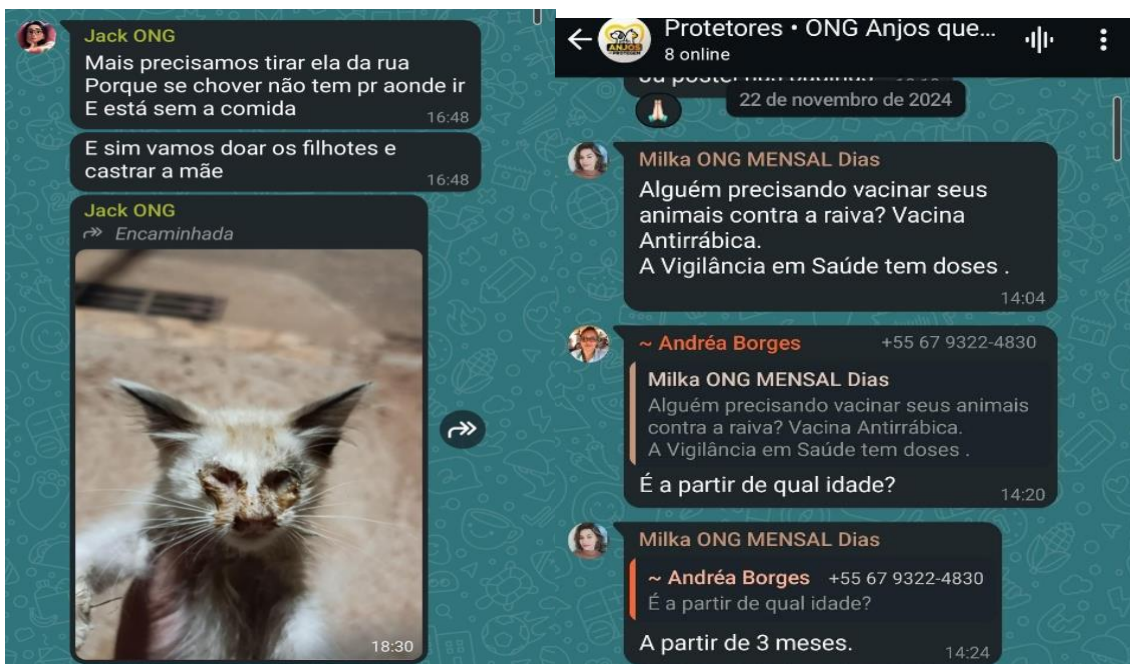 Jack ONG
Mais precisamos tirar ela da rua
Porque se chover não tem pr aonde ir
E está sem a comida
16:48
E sim vamos doar os filhotes e
castrar a mãe
16:48
Jack ONG
Encaminhada
18:30
Protetores • ONG Anjos que...
8 online
ANJOS
22 de novembro de 2024
Milka ONG MENSAL Dias
Alguém precisando vacinar seus
animais contra a raiva? Vacina
Antirrábica.
A Vigilância em Saúde tem doses .
14:04
~ Andréa Borges +55 67 9322-4830
Milka ONG MENSAL Dias
Alguém precisando vacinar seus animais
contra a raiva? Vacina Antirrábica.
A Vigilância em Saúde tem doses .
É a partir de qual idade?
14:20
Milka ONG MENSAL Dias
~ Andréa Borges +55 67 9322-4830
É a partir de qual idade?
A partir de 3 meses.
14:24